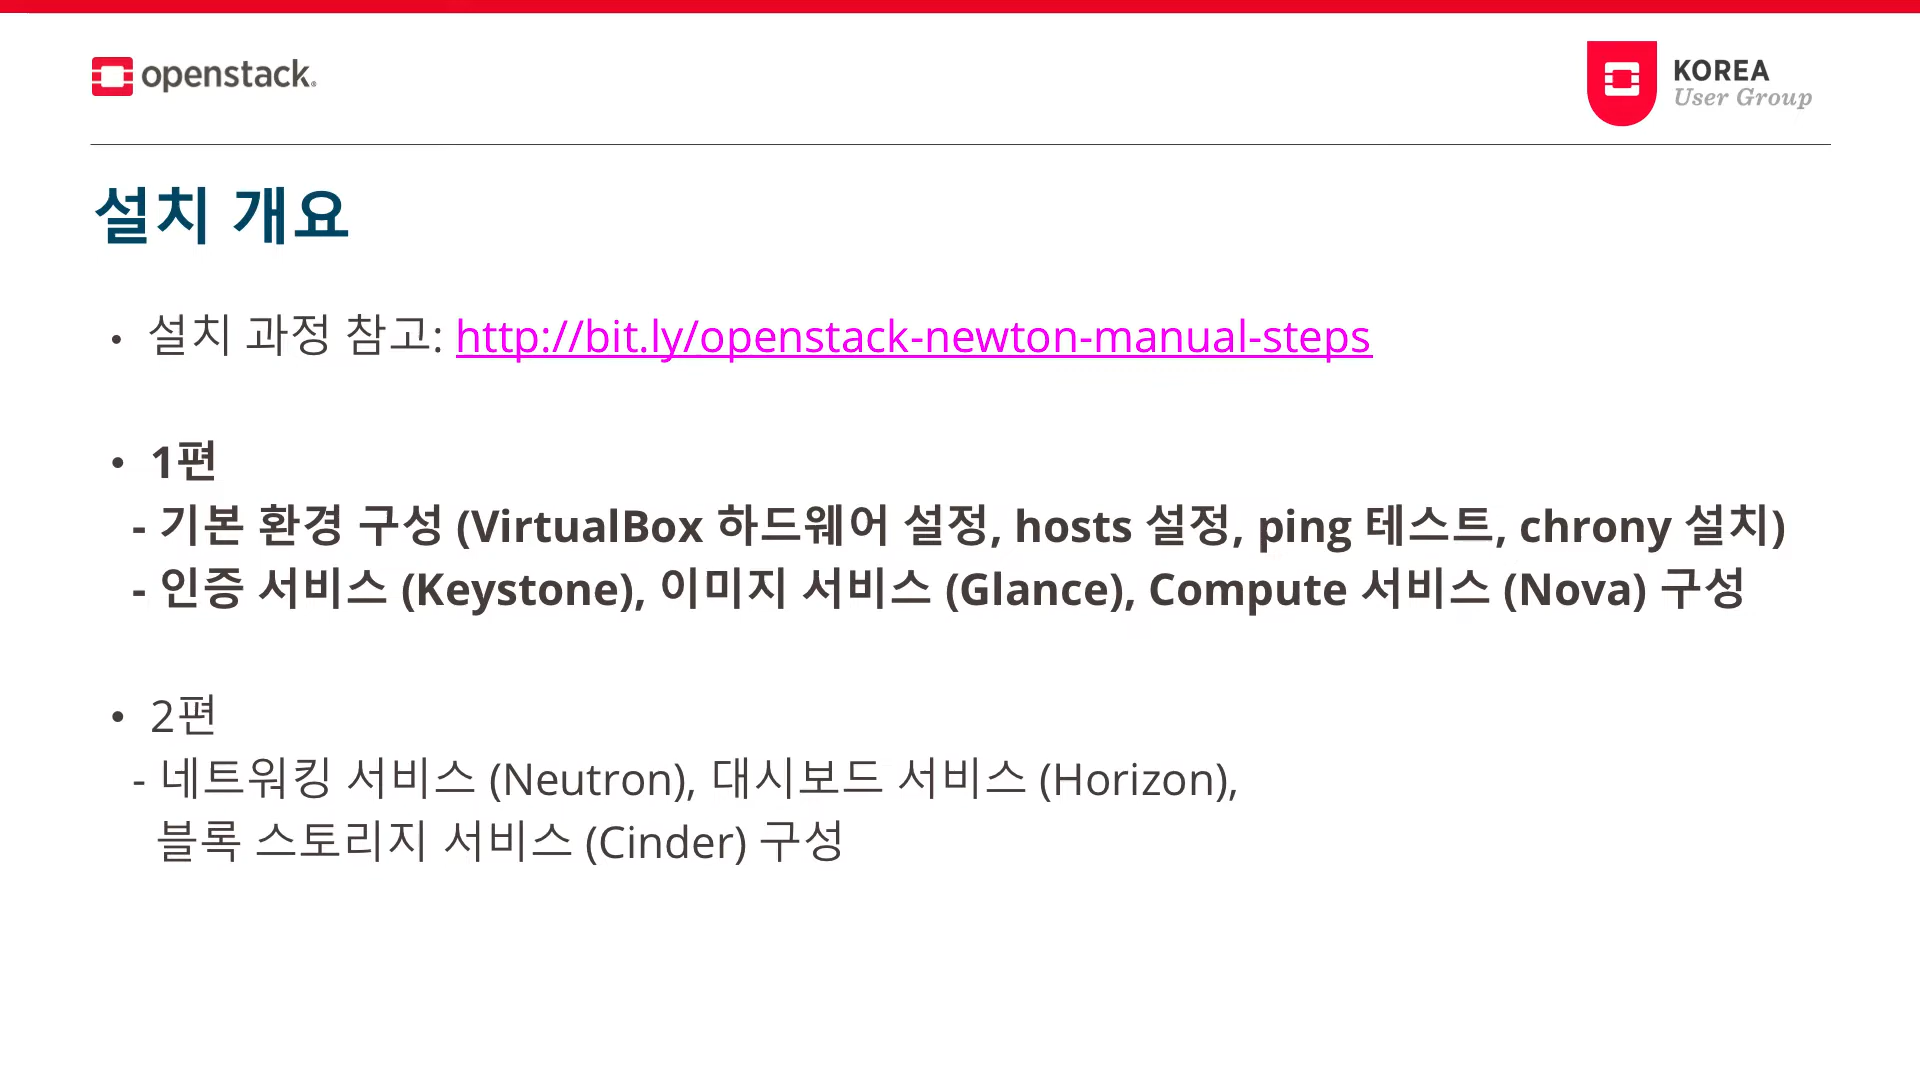 openstack.
KOREA
User Group
설치 개요
• 설치 과정 참고: http://bit.ly/openstack-newton-manual-steps
• 1편
- 기본 환경 구성 (VirtualBox 하드웨어 설정, hosts 설정, ping 테스트, chrony 설치)
- 인증 서비스 (Keystone), 이미지 서비스 (Glance), Compute 서비스 (Nova) 구성
• 2편
- 네트워킹 서비스 (Neutron), 대시보드 서비스 (Horizon),
블록 스토리지 서비스 (Cinder) 구성